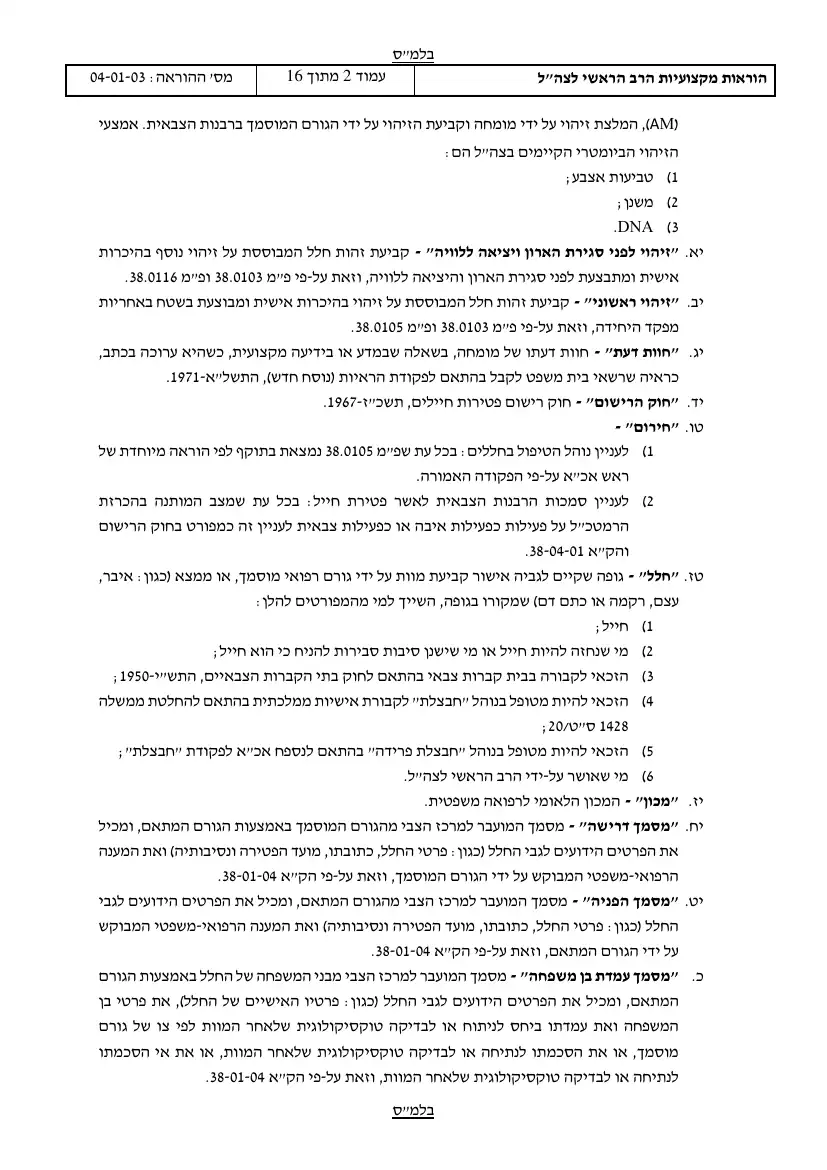 בלמ"ס
הוראות מקצועיות הרב הראשי לצה"ל עמוד 2 מתוך 16 מס' ההוראה: 04-01-03
(AM), המלצת זיהוי על ידי מומחה וקביעת הזיהוי על ידי הגורם המוסמך ברבנות הצבאית. אמצעי
הזיהוי הביומטרי הקיימים בצה"ל הם:
1) טביעות אצבע;
2) משנן;
3) DNA.
יא. "זיהוי לפני סגירת הארון ויציאה ללוויה" - קביעת זהות חלל המבוססת על זיהוי נוסף בהיכרות
אישית ומתבצעת לפני סגירת הארון והיציאה ללוויה, וזאת על-פי פ"מ 38.0103 ופ"מ 38.0116.
יב. "זיהוי ראשוני" - קביעת זהות חלל המבוססת על זיהוי בהיכרות אישית ומבוצעת בשטח באחריות
מפקד היחידה, וזאת על-פי פ"מ 38.0103 ופ"מ 38.0105.
יג. "חוות דעת" - חוות דעתו של מומחה, בשאלה שבמדע או בידיעה מקצועית, כשהיא ערוכה בכתב,
כראיה שרשאי בית משפט לקבל בהתאם לפקודת הראיות (נוסח חדש), התשל"א-1971.
יד. "חוק הרישום" - חוק רישום פטירות חיילים, תשכ"ז-1967.
טו. "חירום" -
1) לעניין נוהל הטיפול בחללים: בכל עת שפ"מ 38.0105 נמצאת בתוקף לפי הוראה מיוחדת של
ראש אכ"א על-פי הפקודה האמורה.
2) לעניין סמכות הרבנות הצבאית לאשר פטירת חייל: בכל עת שמצב המותנה בהכרזת
הרמטכ"ל על פעילות כפעילות איבה או כפעילות צבאית לעניין זה כמפורט בחוק הרישום
והק"א 38-04-01.
טז. "חלל" - גופה שקיים לגביה אישור קביעת מוות על ידי גורם רפואי מוסמך, או ממצא (כגון: איבר,
עצם, רקמה או כתם דם) שמקורו בגופה, השייך למי מהמפורטים להלן:
1) חייל;
2) מי שנחזה להיות חייל או מי שישנן סיבות סבירות להניח כי הוא חייל;
3) הזכאי לקבורה בבית קברות צבאי בהתאם לחוק בתי הקברות הצבאיים, התש"י-1950;
4) הזכאי להיות מטופל בנוהל "חבצלת" לקבורת אישיות ממלכתית בהתאם להחלטת ממשלה
1428 ס"ט/20;
5) הזכאי להיות מטופל בנוהל "חבצלת פרידה" בהתאם לנספח אכ"א לפקודת "חבצלת";
6) מי שאושר על-ידי הרב הראשי לצה"ל.
יז. "מכון" - המכון הלאומי לרפואה משפטית.
יח. "מסמך דרישה" - מסמך המועבר למרכז הצבי מהגורם המוסמך באמצעות הגורם המתאם, ומכיל
את הפרטים הידועים לגבי החלל (כגון: פרטי החלל, כתובתו, מועד הפטירה ונסיבותיה) ואת המענה
הרפואי-משפטי המבוקש על ידי הגורם המוסמך, וזאת על-פי הק"א 38-01-04.
יט. "מסמך הפניה" - מסמך המועבר למרכז הצבי מהגורם המתאם, ומכיל את הפרטים הידועים לגבי
החלל (כגון: פרטי החלל, כתובתו, מועד הפטירה ונסיבותיה) ואת המענה הרפואי-משפטי המבוקש
על ידי הגורם המתאם, וזאת על-פי הק"א 38-01-04.
כ. "מסמך עמדת בן משפחה" - מסמך המועבר למרכז הצבי מבני המשפחה של החלל באמצעות הגורם
המתאם, ומכיל את הפרטים הידועים לגבי החלל (כגון: פרטיו האישיים של החלל), את פרטי בן
המשפחה ואת עמדתו ביחס לניתוח או לבדיקה טוקסיקולוגית שלאחר המוות לפי צו של גורם
מוסמך, או את הסכמתו לנתיחה או לבדיקה טוקסיקולוגית שלאחר המוות, או את אי הסכמתו
לנתיחה או לבדיקה טוקסיקולוגית שלאחר המוות, וזאת על-פי הק"א 38-01-04.
בלמ"ס